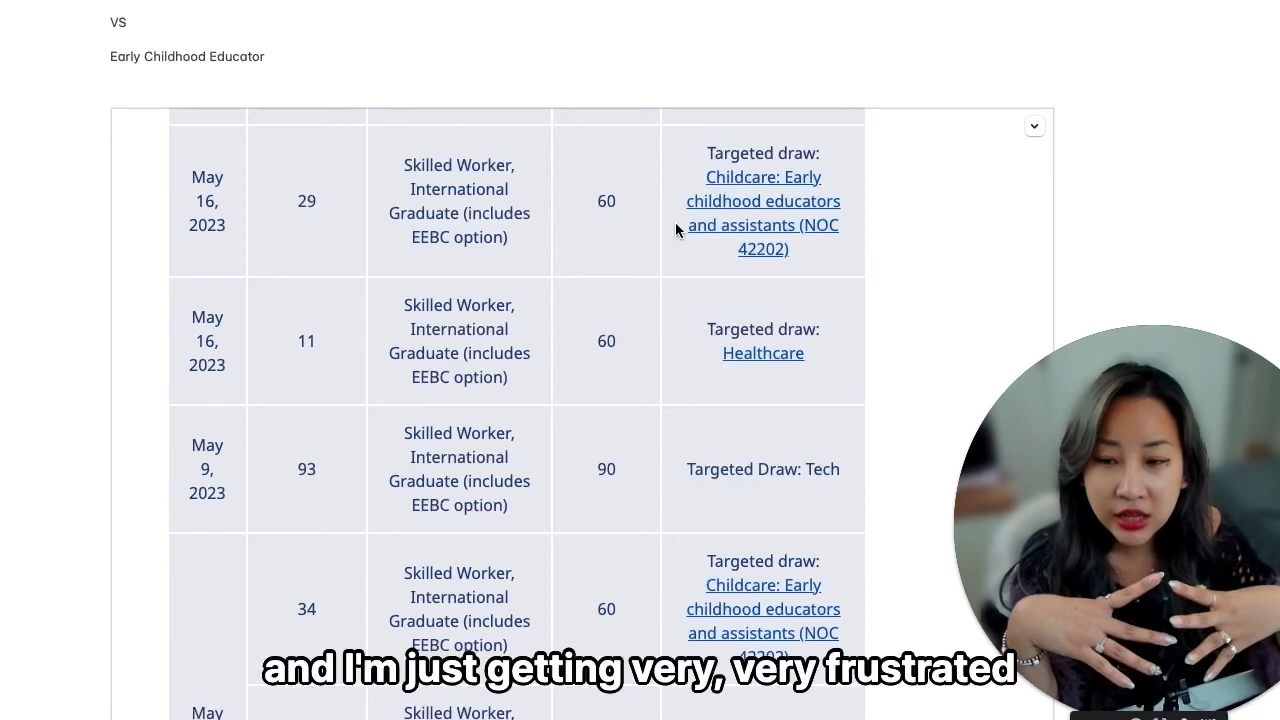 VS
Early Childhood Educator
May
16,
2023
29
Skilled Worker,
International
Graduate (includes
EEBC option)
60
Targeted draw:
Childcare: Early
childhood educators
and assistants (NOC
42202)
May
16,
2023
11
Skilled Worker,
International
Graduate (includes
EEBC option)
60
Targeted draw:
Healthcare
May
9,
2023
93
Skilled Worker,
International
Graduate (includes
EEBC option)
90
Targeted Draw: Tech
34
Skilled Worker,
International
Graduate (includes
EEBC option)
60
Targeted draw:
Childcare: Early
childhood educators
and assistants (NOC
42202)
and I'm just getting very, very frustrated
May
Skilled Worker,